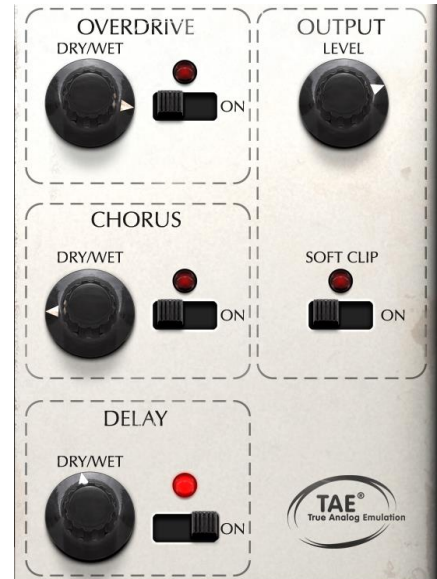 OVERDRIVE
DRY/WET
ON
OUTPUT
LEVEL
CHORUS
DRY/WET
ON
SOFT CLIP
ON
DELAY
DRY/WET
ON
TAE®
True Analog Emulation